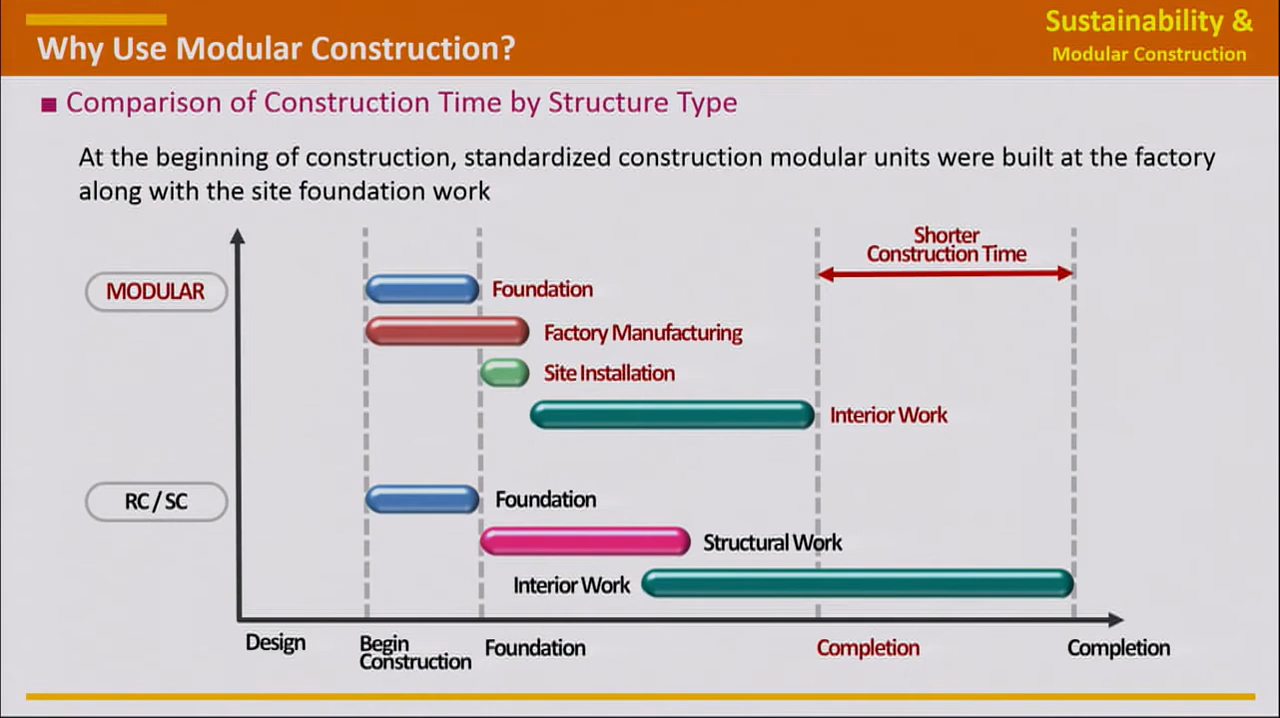 Why Use Modular Construction?
Sustainability &
Modular Construction
Comparison of Construction Time by Structure Type
At the beginning of construction, standardized construction modular units were built at the factory
along with the site foundation work
Shorter
Construction Time
MODULAR
Foundation
Factory Manufacturing
Site Installation
Interior Work
RC / SC
Foundation
Structural Work
Interior Work
Design
Begin
Construction
Foundation
Completion
Completion